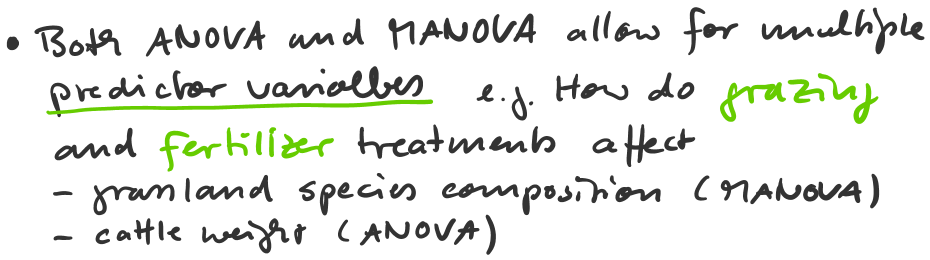 • Both ANOVA and MANOVA allow for multiple
predictor variables e.g. How do grazing
and fertilizer treatments affect
- grassland species composition (MANOVA)
- cattle weight (ANOVA)